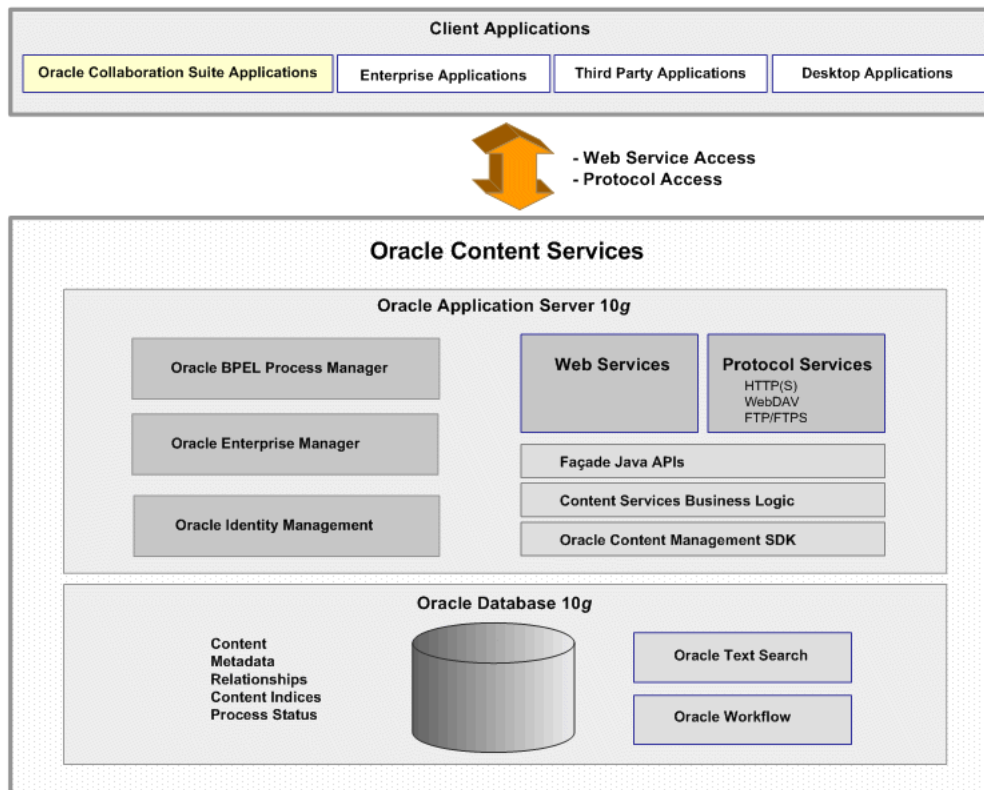 Client Applications
Oracle Collaboration Suite Applications
Enterprise Applications
Third Party Applications
Desktop Applications
- Web Service Access
- Protocol Access
Oracle Content Services
Oracle Application Server 10g
Oracle BPEL Process Manager
Oracle Enterprise Manager
Oracle Identity Management
Web Services
Protocol Services
HTTP(S)
WebDAV
FTP/FTPS
Façade Java APIs
Content Services Business Logic
Oracle Content Management SDK
Oracle Database 10g
Content
Metadata
Relationships
Content Indices
Process Status
Oracle Text Search
Oracle Workflow